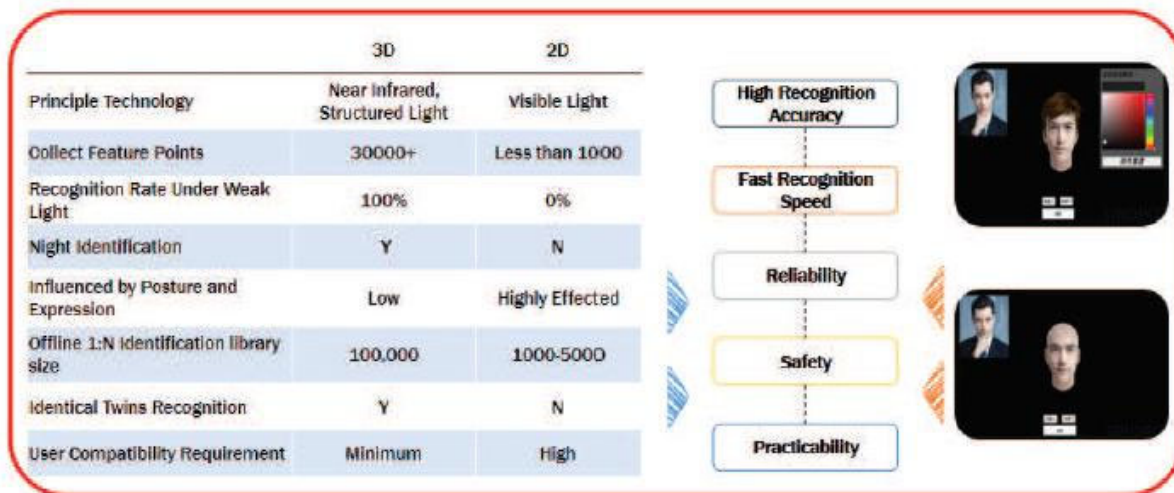 3D
2D
Principle Technology
Near Infrared,
Structured Light
Visible Light
Collect Feature Points
30000+
Less than 1000
Recognition Rate Under Weak
Light
100%
0%
Night Identification
Y
N
Influenced by Posture and
Expression
Low
Highly Effected
Offline 1:N Identification library
size
100,000
1000-5000
Identical Twins Recognition
Y
N
User Compatibility Requirement
Minimum
High
High Recognition
Accuracy
Fast Recognition
Speed
Reliability
Safety
Practicability